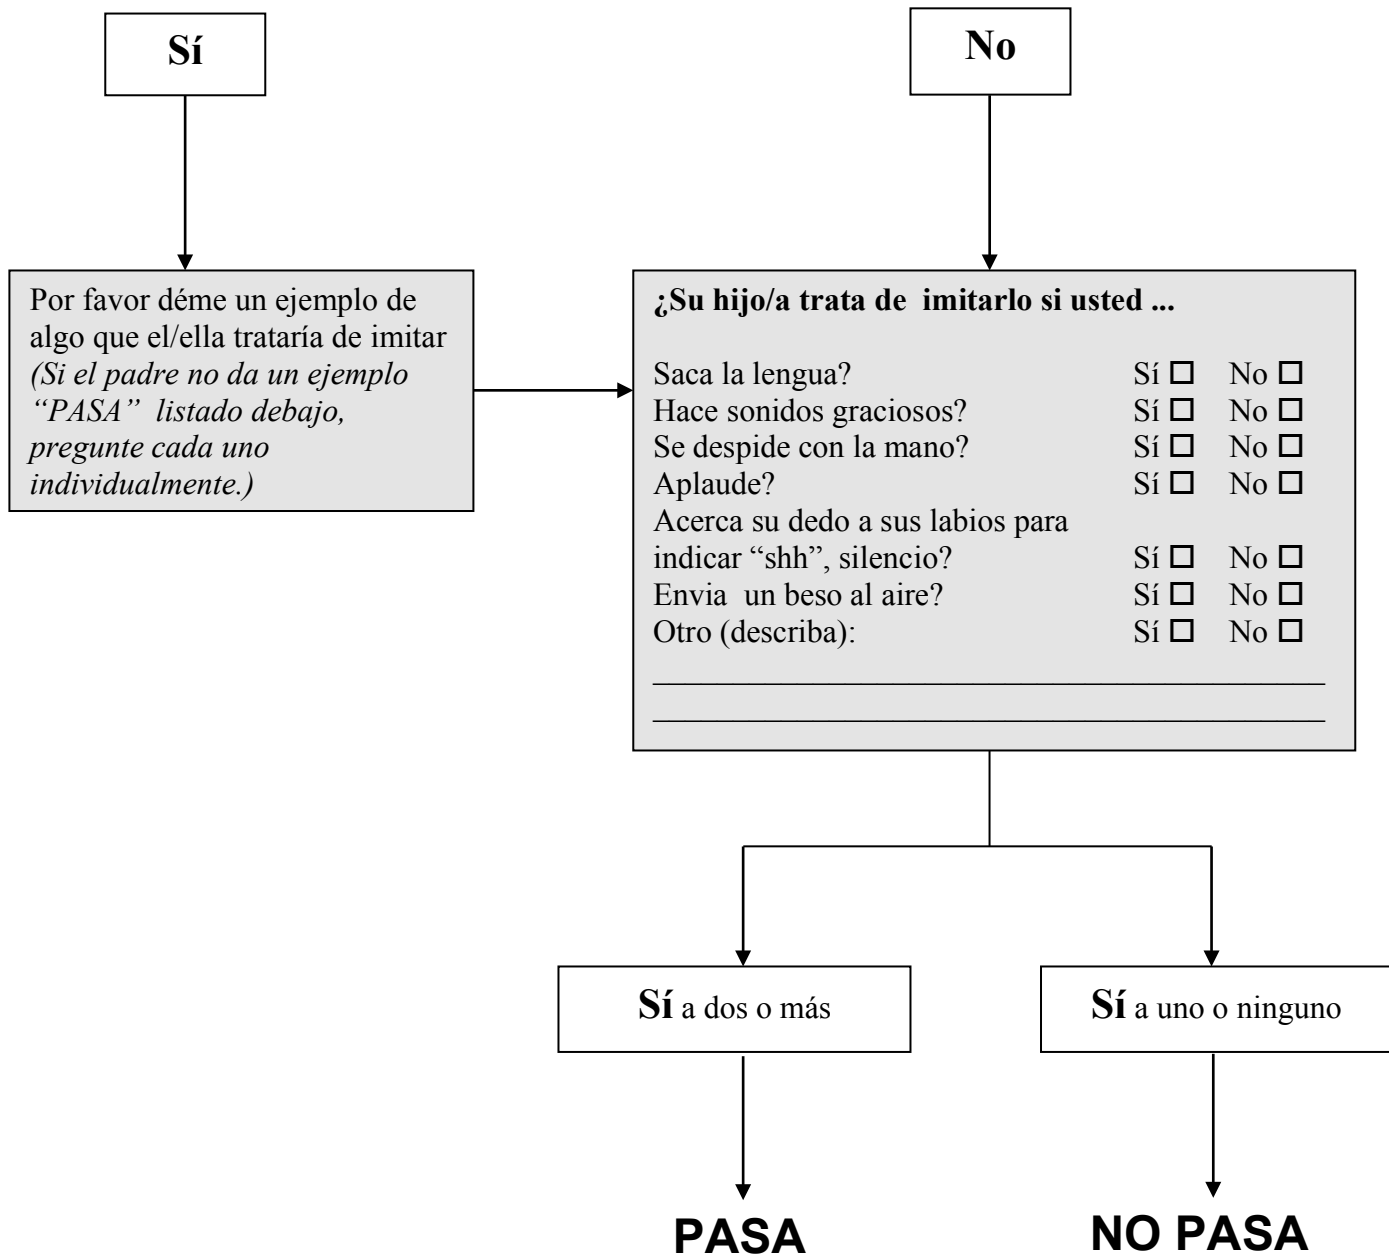 Sí
No
Por favor déme un ejemplo de
algo que el/ella trataría de imitar
(Si el padre no da un ejemplo
“PASA” listado debajo,
pregunte cada uno
individualmente.)
¿Su hijo/a trata de imitarlo si usted ...
Saca la lengua? Sí □ No □
Hace sonidos graciosos? Sí □ No □
Se despide con la mano? Sí □ No □
Aplaude? Sí □ No □
Acerca su dedo a sus labios para
indicar “shh”, silencio? Sí □ No □
Envia un beso al aire? Sí □ No □
Otro (describa): Sí □ No □
Sí a dos o más
Sí a uno o ninguno
PASA
NO PASA